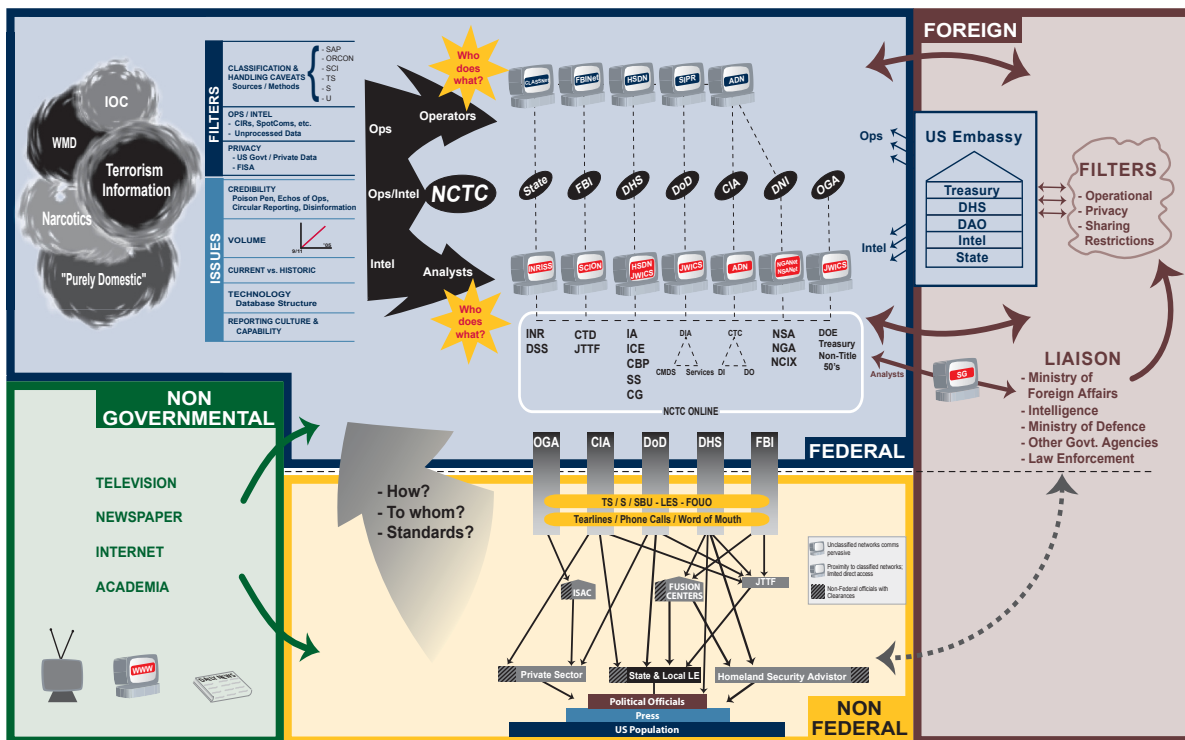 IOC
WMD
Terrorism
Information
Narcotics
"Purely Domestic"
FILTERS
CLASSIFICATION &
HANDLING CAVEATS
Sources / Methods
- SAP
- ORCON
- SCI
- TS
- S
- U
OPS / INTEL
- CIRs, SpotComs, etc.
- Unprocessed Data
PRIVACY
- US Govt / Private Data
- FISA
ISSUES
CREDIBILITY
Poison Pen, Echos of Ops,
Circular Reporting, Disinformation
VOLUME
9/11
CURRENT vs. HISTORIC
TECHNOLOGY
Database Structure
REPORTING CULTURE &
CAPABILITY
Ops
Operators
Ops/Intel
NCTC
Intel
Analysts
Who
does
what?
Who
does
what?
CLASSNet
FBINet
HSDN
SIPR
ADN
State
FBI
DHS
DoD
CIA
DNI
OGA
INRISS
SCION
HSDN
JWICS
JWICS
ADN
NGANet
NSANet
JWICS
INR
DSS
CTD
JTTF
IA
ICE
CBP
SS
CG
DIA
CMDS
Services
CTC
DI
DO
NSA
NGA
NCIX
DOE
Treasury
Non-Title
50's
NCTC ONLINE
FEDERAL
FOREIGN
Ops
Intel
US Embassy
Treasury
DHS
DAO
Intel
State
FILTERS
- Operational
- Privacy
- Sharing
Restrictions
Analysts
SG
LIAISON
- Ministry of
Foreign Affairs
- Intelligence
- Ministry of Defence
- Other Govt. Agencies
- Law Enforcement
NON
GOVERNMENTAL
TELEVISION
NEWSPAPER
INTERNET
ACADEMIA
WWW
DAILY NEWS
- How?
- To whom?
- Standards?
OGA
CIA
DoD
DHS
FBI
TS / S / SBU - LES - FOUO
Tearlines / Phone Calls / Word of Mouth
ISAC
FUSION
CENTERS
JTTF
Unclassified networks comms
pervasive
Proximity to classified networks;
limited direct access
Non-Federal officials with
Clearances
Private Sector
State & Local LE
Homeland Security Advisor
Political Officials
Press
US Population
NON
FEDERAL